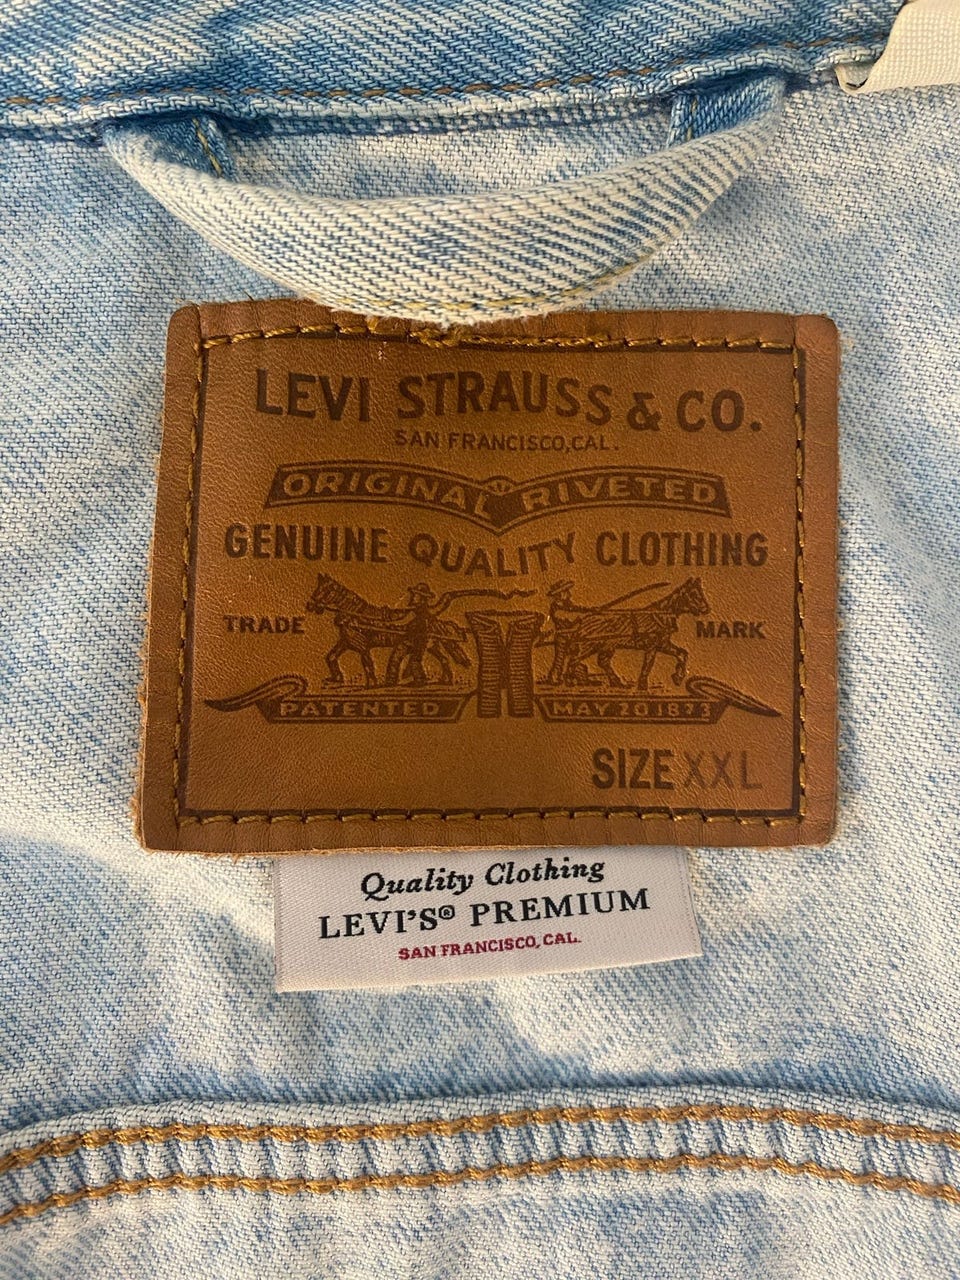 LEVI STRAUSS & CO.
SAN FRANCISCO, CAL.
ORIGINAL RIVETED
GENUINE QUALITY CLOTHING
TRADE MARK
PATENTED MAY 20 1873
SIZE XXL
Quality Clothing
LEVI'S® PREMIUM
SAN FRANCISCO, CAL.